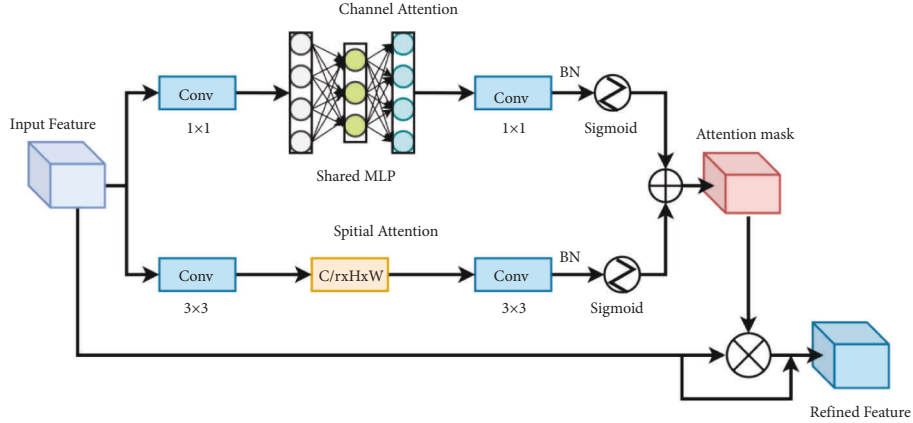 Channel Attention
Conv
1×1
Shared MLP
Conv
1×1
BN
Sigmoid
Input Feature
Attention mask
Spitial Attention
Conv
3×3
C/rxHxW
Conv
3×3
BN
Sigmoid
Refined Feature